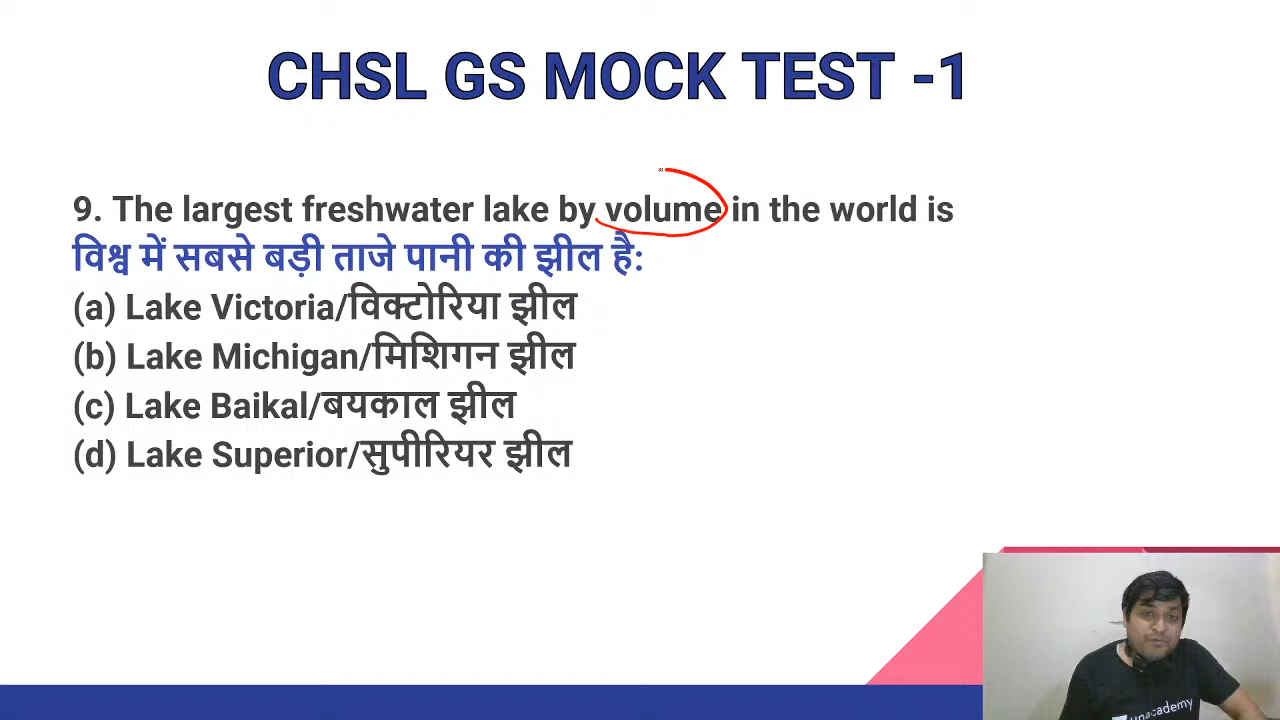 CHSL GS MOCK TEST -1
9. The largest freshwater lake by volume in the world is
विश्व में सबसे बड़ी ताजे पानी की झील है:
(a) Lake Victoria/विक्टोरिया झील
(b) Lake Michigan/मिशिगन झील
(c) Lake Baikal/बयकाल झील
(d) Lake Superior/सुपीरियर झील
unacademy